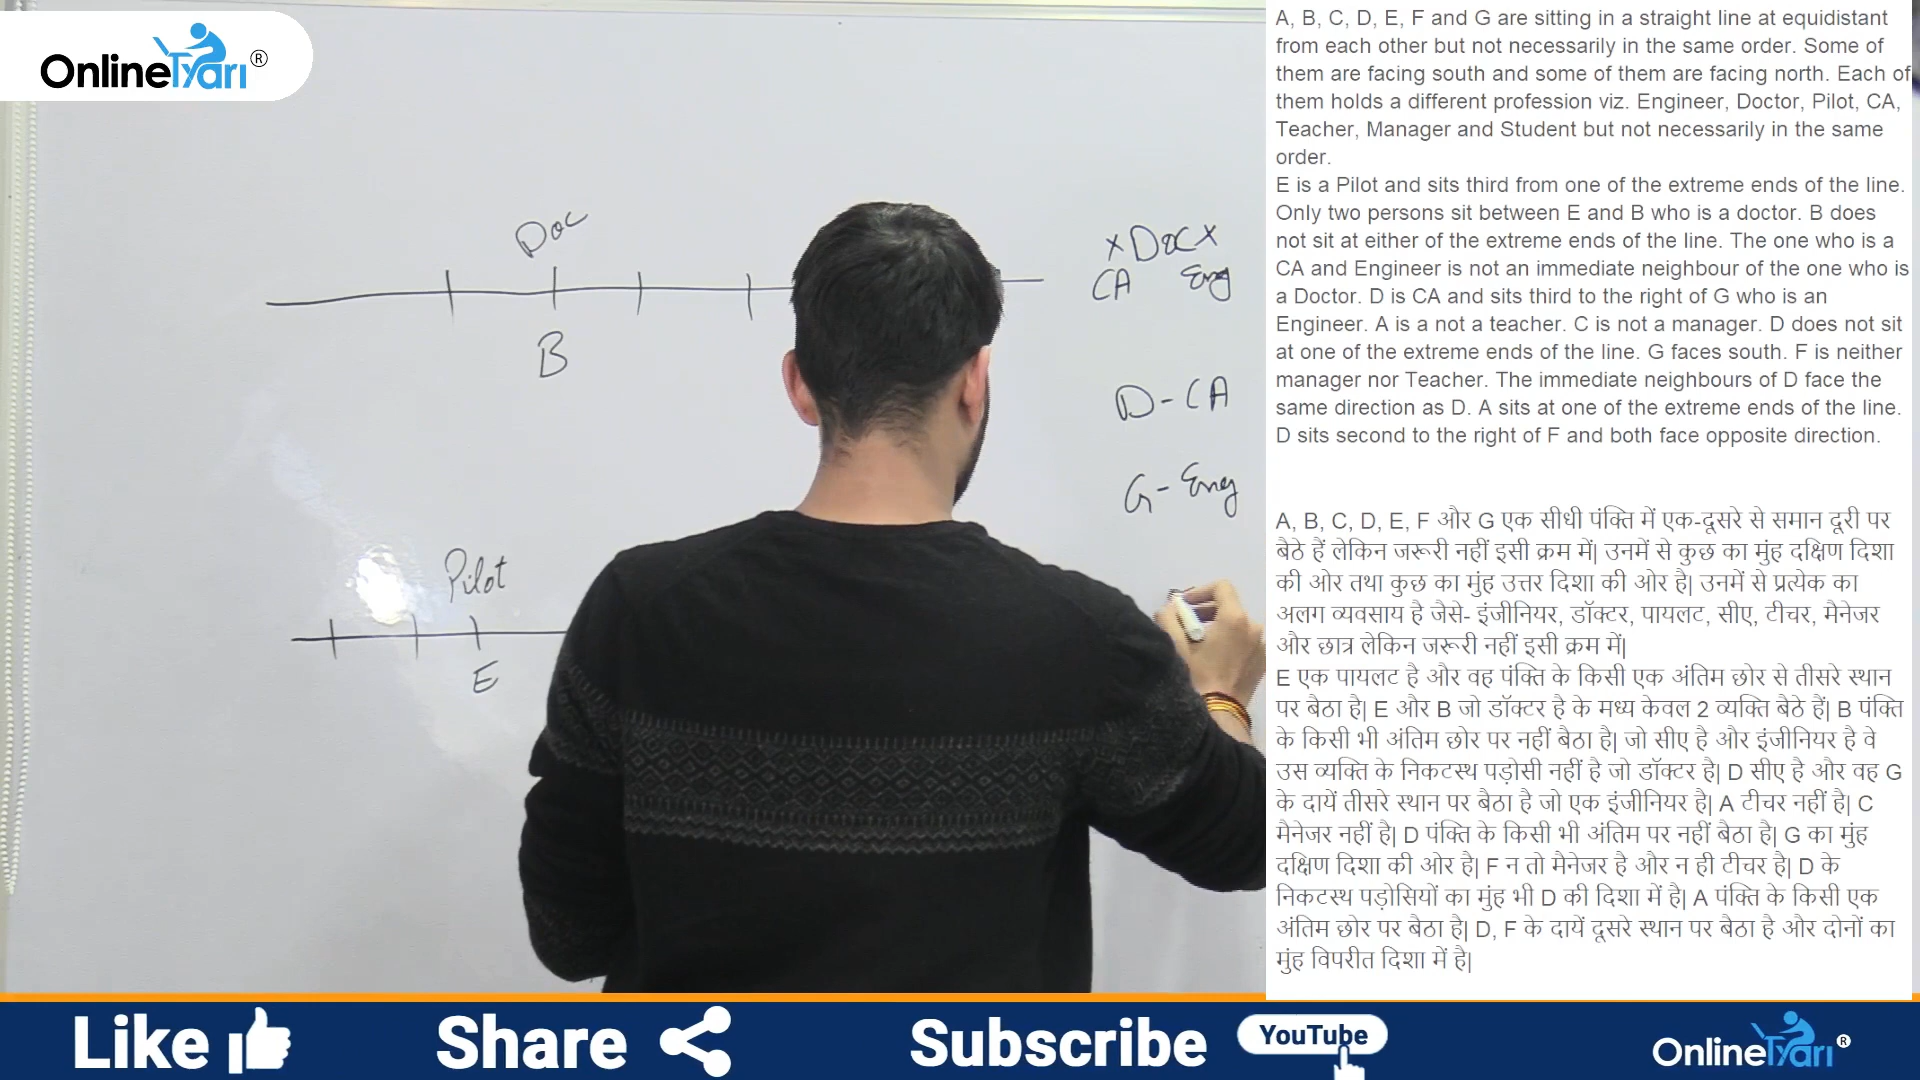 OnlineTyari®
Doc
B
xDocx
CA Eng
D-CA
G-Eng
Pilot
E
A, B, C, D, E, F and G are sitting in a straight line at equidistant
from each other but not necessarily in the same order. Some of
them are facing south and some of them are facing north. Each of
them holds a different profession viz. Engineer, Doctor, Pilot, CA,
Teacher, Manager and Student but not necessarily in the same
order.
E is a Pilot and sits third from one of the extreme ends of the line.
Only two persons sit between E and B who is a doctor. B does
not sit at either of the extreme ends of the line. The one who is a
CA and Engineer is not an immediate neighbour of the one who is
a Doctor. D is CA and sits third to the right of G who is an
Engineer. A is a not a teacher. C is not a manager. D does not sit
at one of the extreme ends of the line. G faces south. F is neither
manager nor Teacher. The immediate neighbours of D face the
same direction as D. A sits at one of the extreme ends of the line.
D sits second to the right of F and both face opposite direction.
A, B, C, D, E, F और G एक सीधी पंक्ति में एक-दूसरे से समान दूरी पर
बैठे हैं लेकिन जरूरी नहीं इसी क्रम में| उनमें से कुछ का मुंह दक्षिण दिशा
की ओर तथा कुछ का मुंह उत्तर दिशा की ओर है| उनमें से प्रत्येक का
अलग व्यवसाय है जैसे- इंजीनियर, डॉक्टर, पायलट, सीए, टीचर, मैनेजर
और छात्र लेकिन जरूरी नहीं इसी क्रम में|
E एक पायलट है और वह पंक्ति के किसी एक अंतिम छोर से तीसरे स्थान
पर बैठा है| E और B जो डॉक्टर है के मध्य केवल 2 व्यक्ति बैठे हैं| B पंक्ति
के किसी भी अंतिम छोर पर नहीं बैठा है| जो सीए है और इंजीनियर है वे
उस व्यक्ति के निकटस्थ पड़ोसी नहीं है जो डॉक्टर है| D सीए है और वह G
के दायें तीसरे स्थान पर बैठा है जो एक इंजीनियर है| A टीचर नहीं है| C
मैनेजर नहीं है| D पंक्ति के किसी भी अंतिम पर नहीं बैठा है| G का मुंह
दक्षिण दिशा की ओर है| F न तो मैनेजर है और न ही टीचर है| D के
निकटस्थ पड़ोसियों का मुंह भी D की दिशा में है| A पंक्ति के किसी एक
अंतिम छोर पर बैठा है| D, F के दायें दूसरे स्थान पर बैठा है और दोनों का
मुंह विपरीत दिशा में है|
Like Share Subscribe YouTube OnlineTyari®